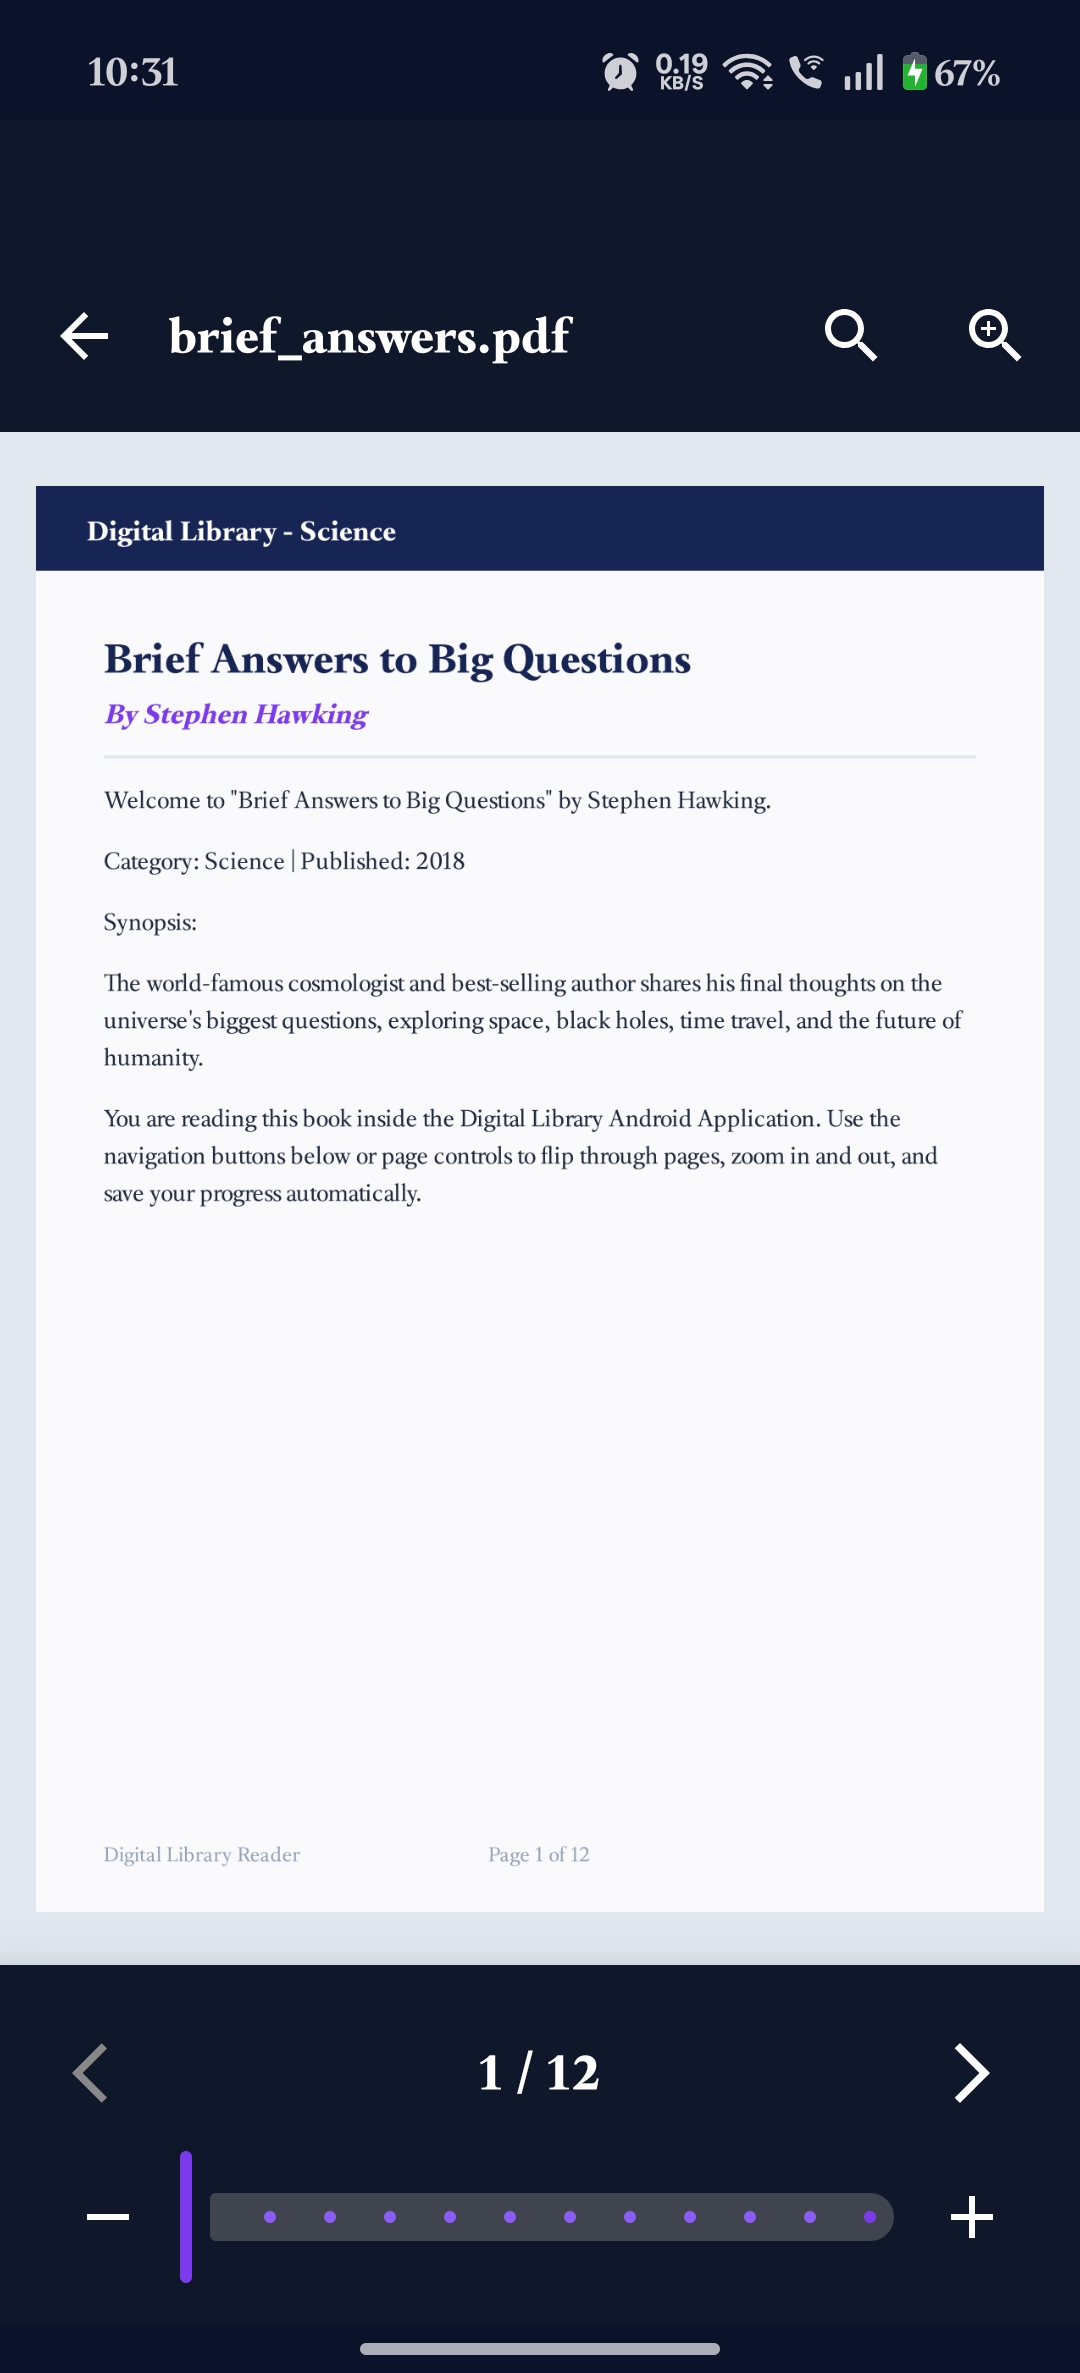 10:31
0.19
KB/S
67%
brief_answers.pdf
Digital Library - Science
Brief Answers to Big Questions
By Stephen Hawking
Welcome to "Brief Answers to Big Questions" by Stephen Hawking.
Category: Science | Published: 2018
Synopsis:
The world-famous cosmologist and best-selling author shares his final thoughts on the
universe's biggest questions, exploring space, black holes, time travel, and the future of
humanity.
You are reading this book inside the Digital Library Android Application. Use the
navigation buttons below or page controls to flip through pages, zoom in and out, and
save your progress automatically.
Digital Library Reader
Page 1 of 12
1 / 12